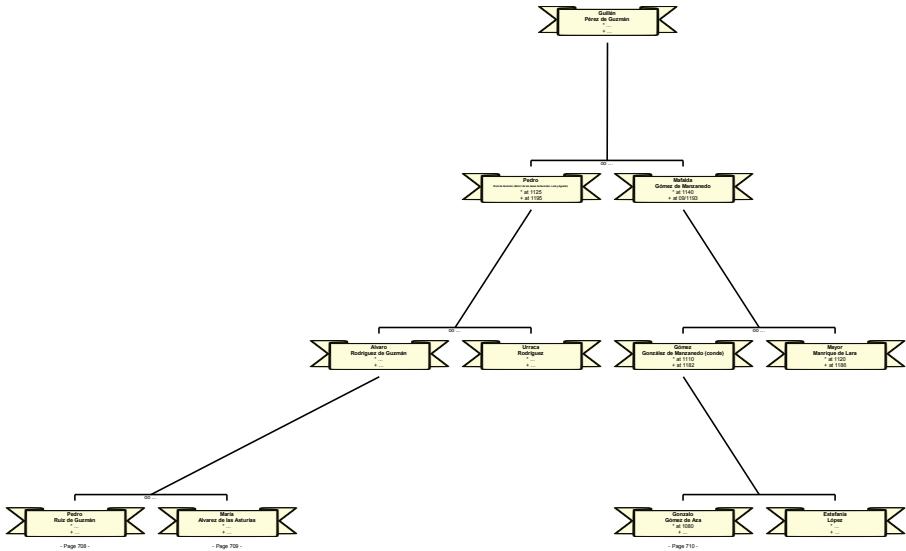 Guillén
Pérez de Guzmán
* ...
+ ...
oo ...
Pedro
* at 1125
+ at 1195
Mafalda
Gómez de Manzanedo
* at 1140
+ at 09/1193
oo ...
oo ...
Alvaro
Rodríguez de Guzmán
* ...
+ ...
Urraca
Rodríguez
* ...
+ ...
Gómez
González de Manzanedo (conde)
* at 1110
+ at 1182
Mayor
Manrique de Lara
* at 1120
+ at 1186
oo ...
Pedro
Ruiz de Guzmán
* ...
+ ...
María
Alvarez de las Asturias
* ...
+ ...
Gonzalo
Gómez de Aza
* at 1080
+ ...
Estefanía
López
* ...
+ ...
- Page 708 -
- Page 709 -
- Page 710 -